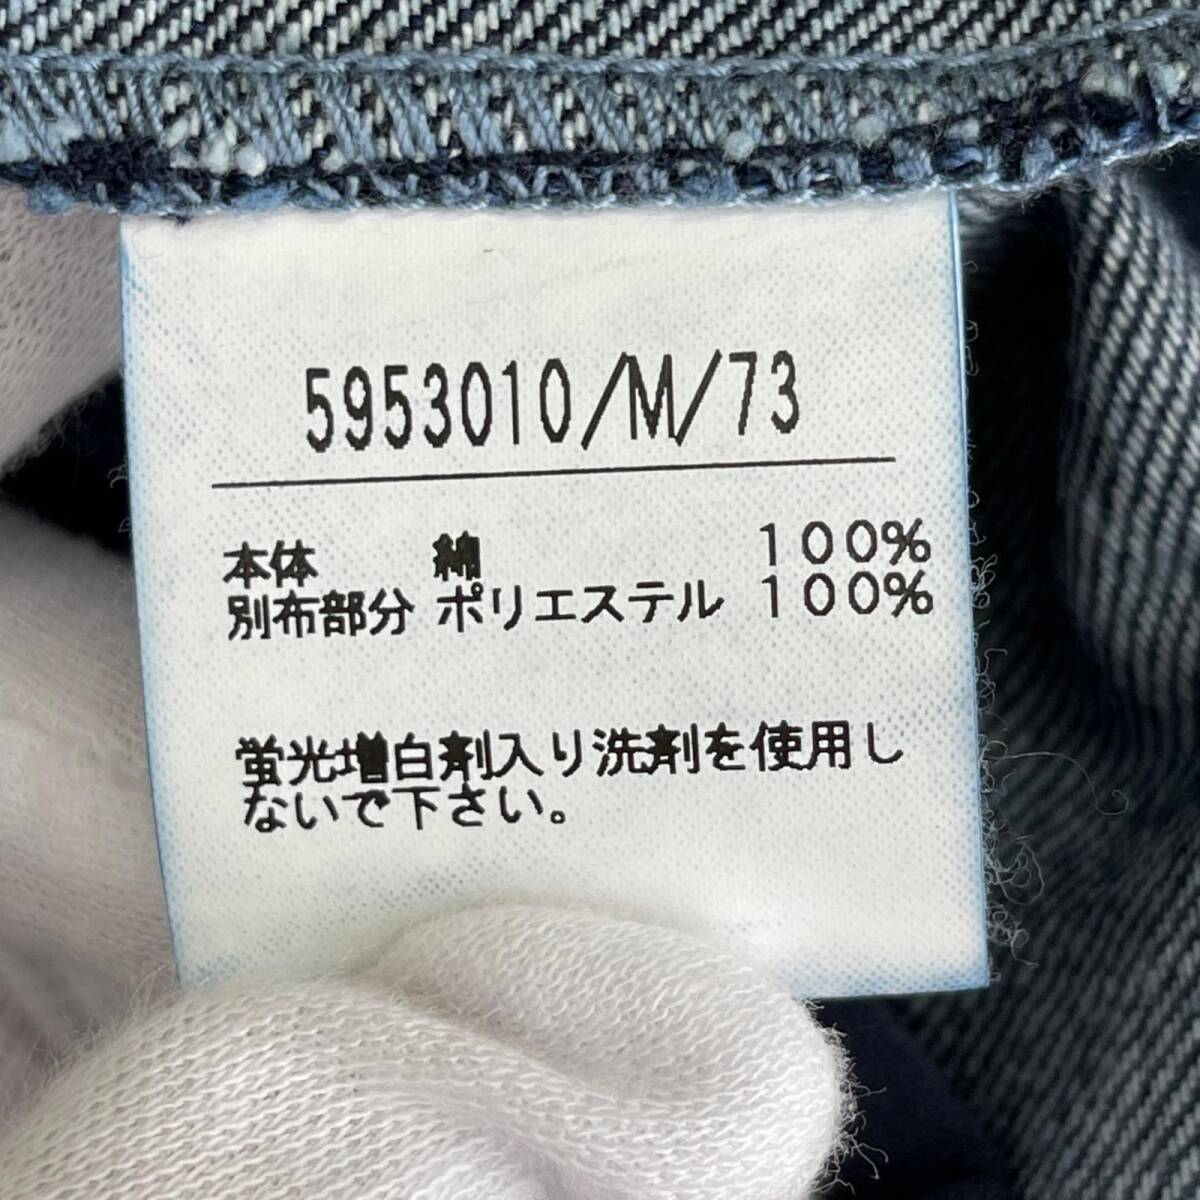 5953010/M/73
本体 綿 100%
別布部分 ポリエステル 100%
蛍光増白剤入り洗剤を使用し
ないで下さい。